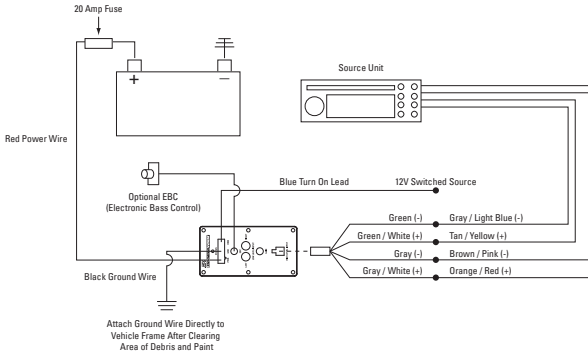 20 Amp Fuse
Source Unit
+
–
Red Power Wire
Optional EBC
(Electronic Bass Control)
Blue Turn On Lead
12V Switched Source
Green (-)
Gray / Light Blue (-)
Green / White (+)
Tan / Yellow (+)
Gray (-)
Brown / Pink (-)
Gray / White (+)
Orange / Red (+)
Black Ground Wire
Attach Ground Wire Directly to
Vehicle Frame After Clearing
Area of Debris and Paint